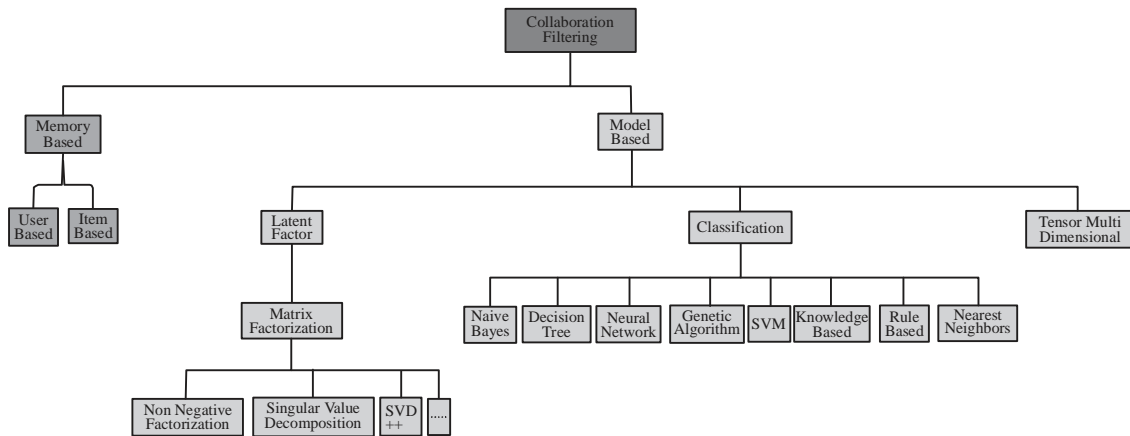 Collaboration
Filtering
Memory
Based
Model
Based
User
Based
Item
Based
Latent
Factor
Classification
Tensor Multi
Dimensional
Matrix
Factorization
Naive
Bayes
Decision
Tree
Neural
Network
Genetic
Algorithm
SVM
Knowledge
Based
Rule
Based
Nearest
Neighbors
Non Negative
Factorization
Singular Value
Decomposition
SVD
++
.....